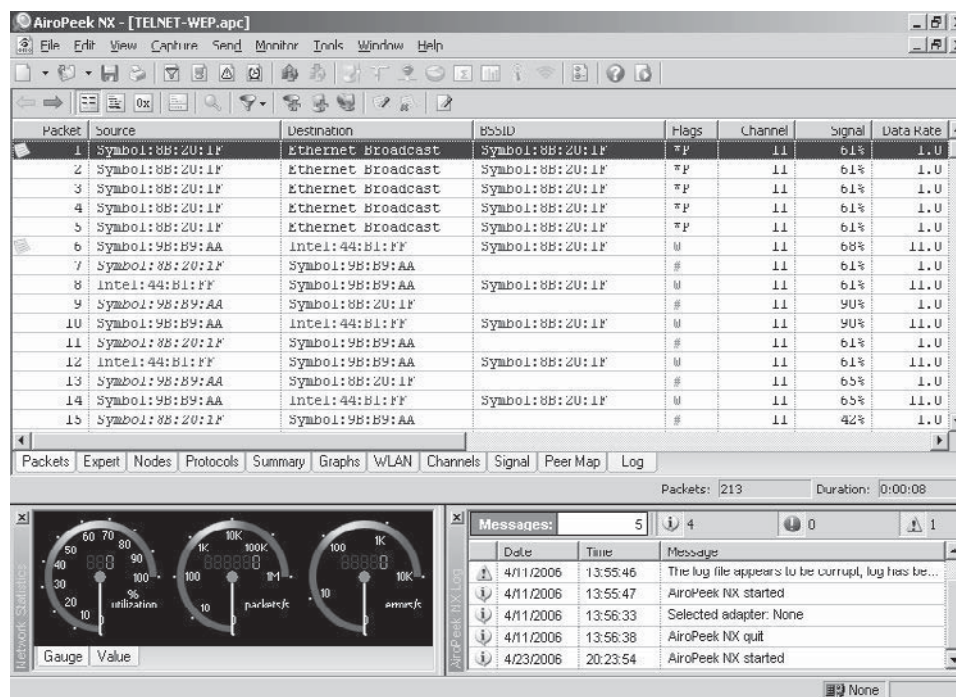 AiroPeek NX - [TELNET-WEP.apc]
File Edit View Capture Send Monitor Tools Window Help
Packet Source Destination BSSID Flags Channel Signal Data Rate
1 Symbol:8B:20:1F Ethernet Broadcast Symbol:8B:20:1F *P 11 61% 1.0
2 Symbol:8B:20:1F Ethernet Broadcast Symbol:8B:20:1F *P 11 61% 1.0
3 Symbol:8B:20:1F Ethernet Broadcast Symbol:8B:20:1F *P 11 61% 1.0
4 Symbol:8B:20:1F Ethernet Broadcast Symbol:8B:20:1F *P 11 61% 1.0
5 Symbol:8B:20:1F Ethernet Broadcast Symbol:8B:20:1F *P 11 61% 1.0
6 Symbol:9B:B9:AA Intel:44:B1:FF Symbol:8B:20:1F W 11 68% 11.0
7 Symbol:8B:20:1F Symbol:9B:B9:AA # 11 61% 1.0
8 Intel:44:B1:FF Symbol:9B:B9:AA Symbol:8B:20:1F W 11 61% 11.0
9 Symbol:9B:B9:AA Symbol:8B:20:1F # 11 90% 1.0
10 Symbol:9B:B9:AA Intel:44:B1:FF Symbol:8B:20:1F W 11 90% 11.0
11 Symbol:8B:20:1F Symbol:9B:B9:AA # 11 61% 1.0
12 Intel:44:B1:FF Symbol:9B:B9:AA Symbol:8B:20:1F W 11 61% 11.0
13 Symbol:9B:B9:AA Symbol:8B:20:1F # 11 65% 1.0
14 Symbol:9B:B9:AA Intel:44:B1:FF Symbol:8B:20:1F W 11 65% 11.0
15 Symbol:8B:20:1F Symbol:9B:B9:AA # 11 42% 1.0
Packets Expert Nodes Protocols Summary Graphs WLAN Channels Signal Peer Map Log
Packets: 213 Duration: 0:00:08
Network Statistics
10 20 30 40 50 60 70 80 90 100 % 0 utilization
10 100 1K 10K 100K 1M 0 packets/s
10 100 1K 10K 0 errors/s
Gauge Value
AiroPeek NX Log
Messages: 5 4 0 1
Date Time Message
4/11/2006 13:55:46 The log file appears to be corrupt, log has be...
4/11/2006 13:55:47 AiroPeek NX started
4/11/2006 13:56:33 Selected adapter: None
4/11/2006 13:56:38 AiroPeek NX quit
4/23/2006 20:23:54 AiroPeek NX started
None